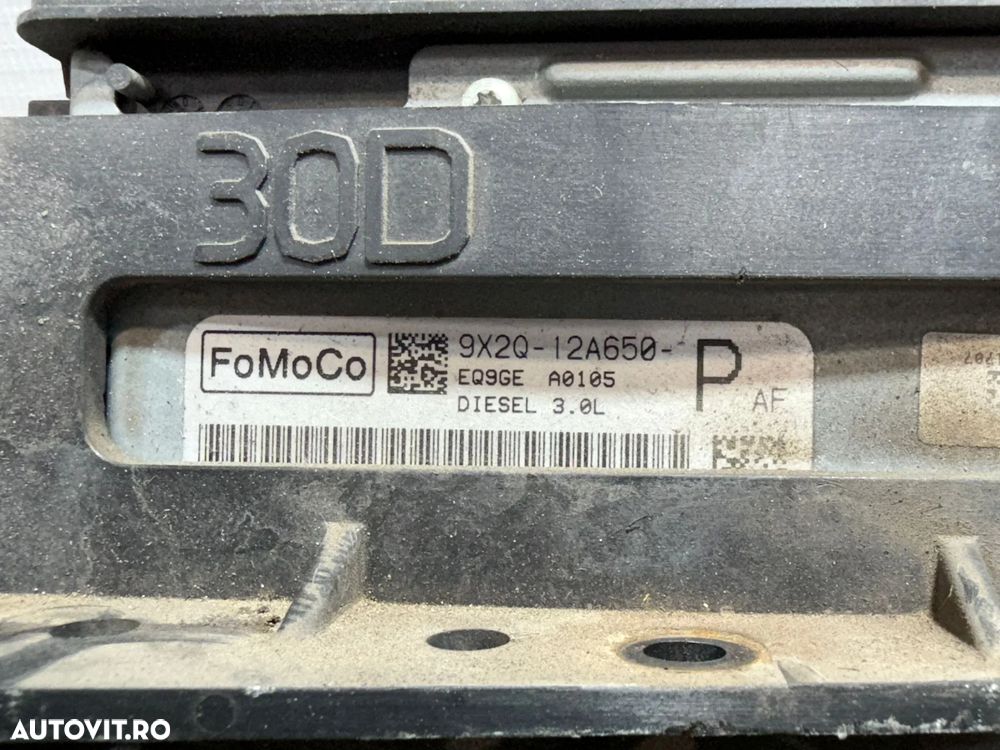 30D
FoMoCo
9X2Q-12A650-
P
EQ9GE A0105
AF
DIESEL 3.0L
AUTOVIT.RO